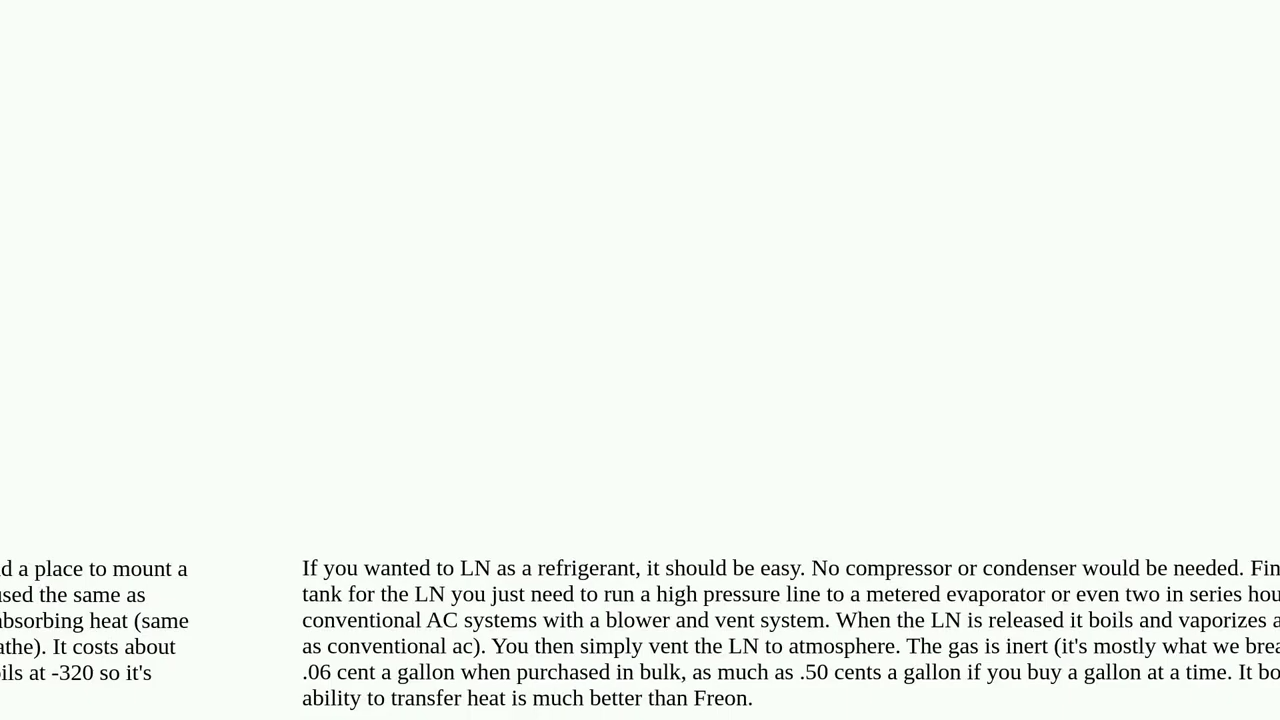 d a place to mount a
used the same as
absorbing heat (same
athe). It costs about
ils at -320 so it's
If you wanted to LN as a refrigerant, it should be easy. No compressor or condenser would be needed. Fin
tank for the LN you just need to run a high pressure line to a metered evaporator or even two in series hou
conventional AC systems with a blower and vent system. When the LN is released it boils and vaporizes a
as conventional ac). You then simply vent the LN to atmosphere. The gas is inert (it's mostly what we brea
.06 cent a gallon when purchased in bulk, as much as .50 cents a gallon if you buy a gallon at a time. It bo
ability to transfer heat is much better than Freon.